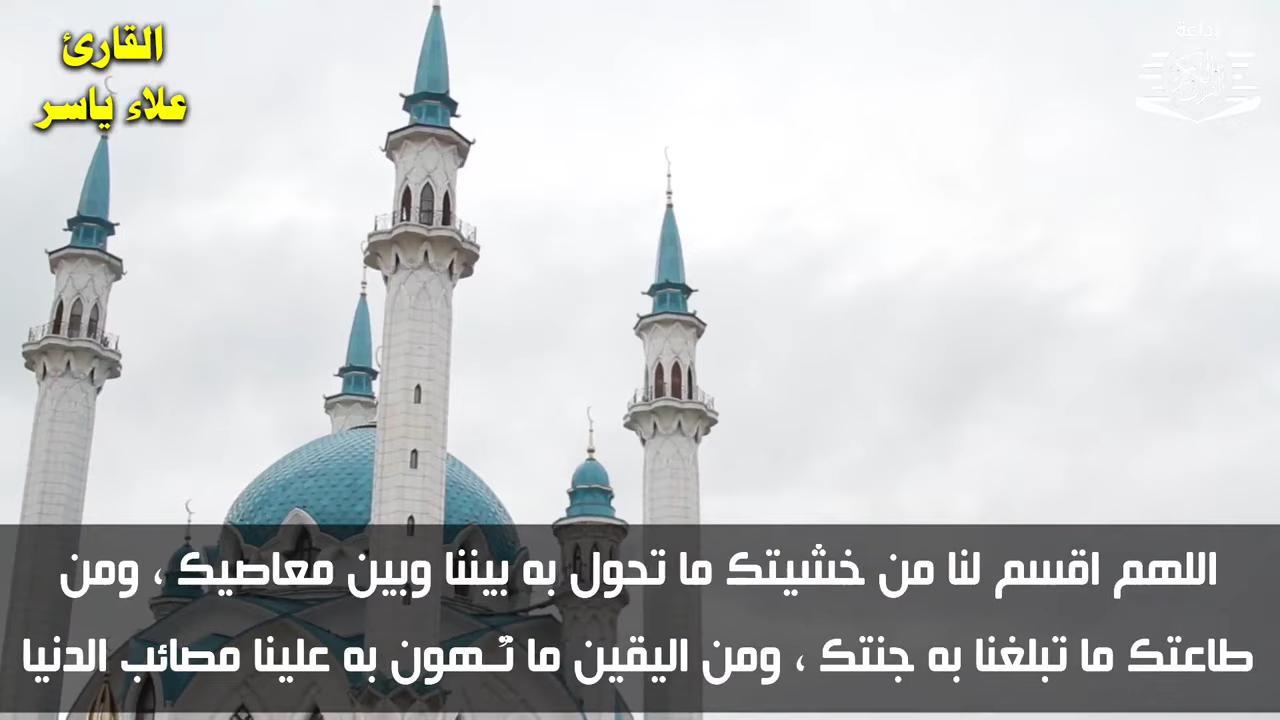 القارئ
علاء ياسر
إذاعة
اللهم اقسم لنا من خشيتك ما تحول به بيننا وبين معاصيك ، ومن
طاعتك ما تبلغنا به جنتك ، ومن اليقين ما تُـهون به علينا مصائب الدنيا